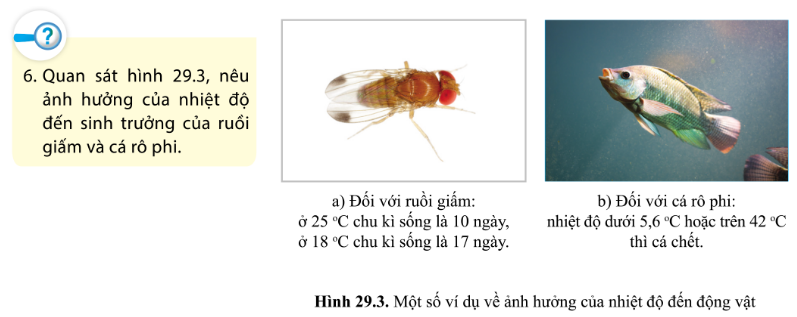 ?
6. Quan sát hình 29.3, nêu
ảnh hưởng của nhiệt độ
đến sinh trưởng của ruồi
giấm và cá rô phi.
a) Đối với ruồi giấm:
ở 25 °C chu kì sống là 10 ngày,
ở 18 °C chu kì sống là 17 ngày.
b) Đối với cá rô phi:
nhiệt độ dưới 5,6 °C hoặc trên 42 °C
thì cá chết.
Hình 29.3. Một số ví dụ về ảnh hưởng của nhiệt độ đến động vật